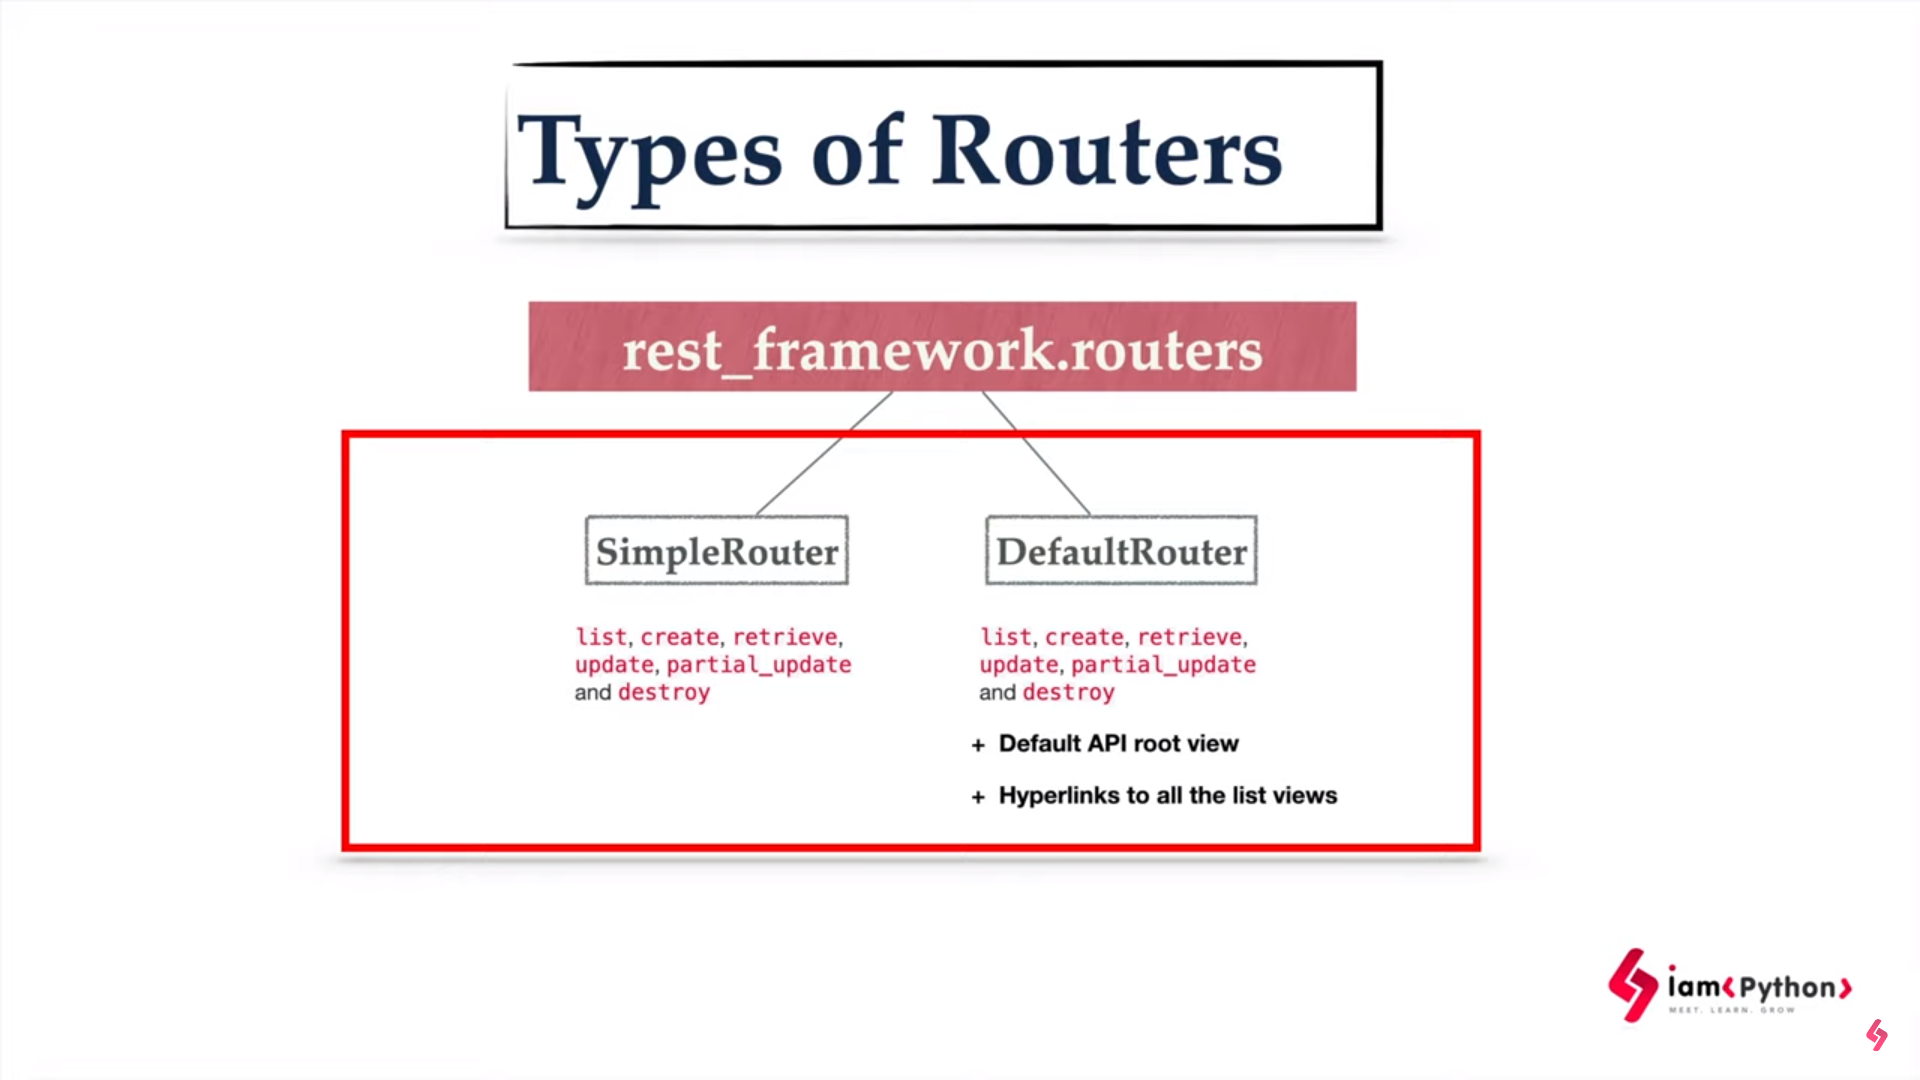 Types of Routers
rest_framework.routers
SimpleRouter
list, create, retrieve,
update, partial_update
and destroy
DefaultRouter
list, create, retrieve,
update, partial_update
and destroy
+ Default API root view
+ Hyperlinks to all the list views
iam<Python>
MEET. LEARN. GROW